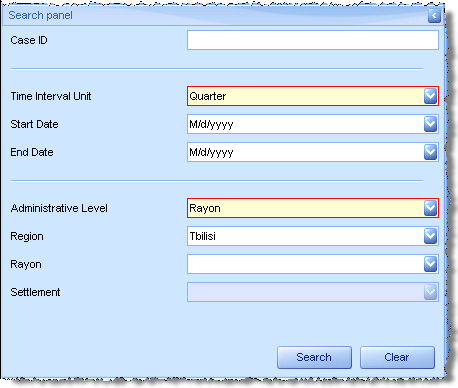 Search panel
Case ID
Time Interval Unit Quarter
Start Date M/d/yyyy
End Date M/d/yyyy
Administrative Level Rayon
Region Tbilisi
Rayon
Settlement
Search Clear